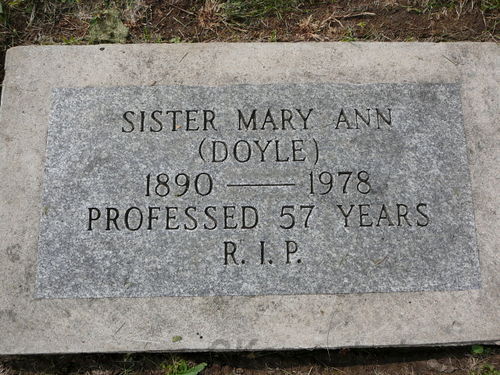 SISTER MARY ANN
(DOYLE)
1890 — 1978
PROFESSED 57 YEARS
R. I. P.